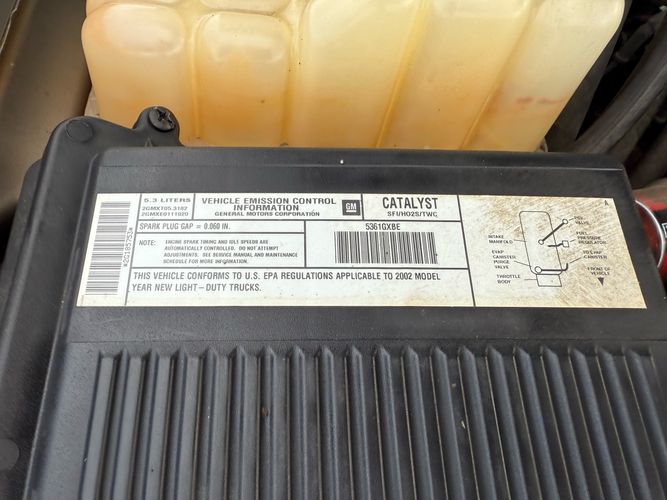 5.3 LITERS
2GMXT05.3182
2GMXE0111020
VEHICLE EMISSION CONTROL
INFORMATION
GENERAL MOTORS CORPORATION
GM
CATALYST
SFI/HO2S/TWC
SPARK PLUG GAP = 0.060 IN.
5361GXBE
NOTE: ENGINE SPARK TIMING AND IDLE SPEEDS ARE
AUTOMATICALLY CONTROLLED. DO NOT ATTEMPT
ADJUSTMENTS. SEE SERVICE MANUAL AND MAINTENANCE
SCHEDULE FOR MORE INFORMATION.
THIS VEHICLE CONFORMS TO U.S. EPA REGULATIONS APPLICABLE TO 2002 MODEL
YEAR NEW LIGHT-DUTY TRUCKS.
A
VALVE
FUEL
PRESSURE
REGULATOR
INTAKE
MANIFOLD
EVAP
CANISTER
PURGE
VALVE
TO EVAP
CANISTER
THROTTLE
BODY
FRONT OF
VEHICLE